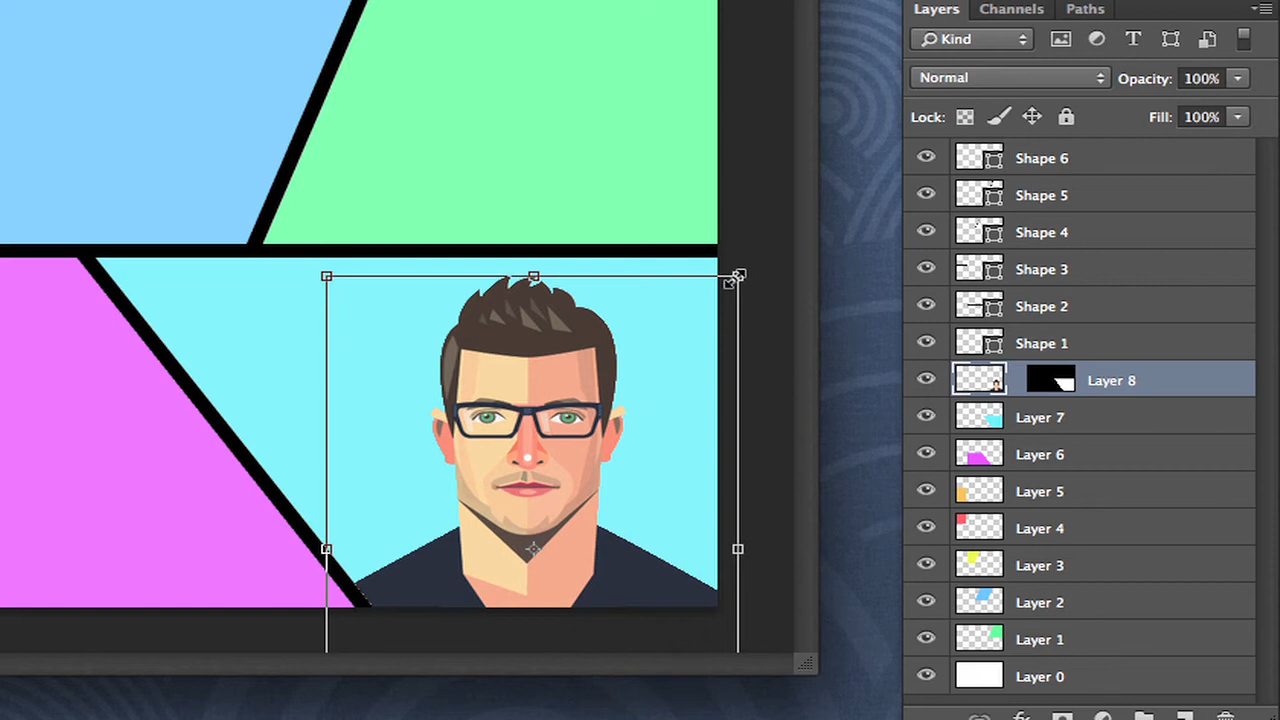 Layers Channels Paths
Kind
Normal Opacity: 100%
Lock: Fill: 100%
Shape 6
Shape 5
Shape 4
Shape 3
Shape 2
Shape 1
Layer 8
Layer 7
Layer 6
Layer 5
Layer 4
Layer 3
Layer 2
Layer 1
Layer 0